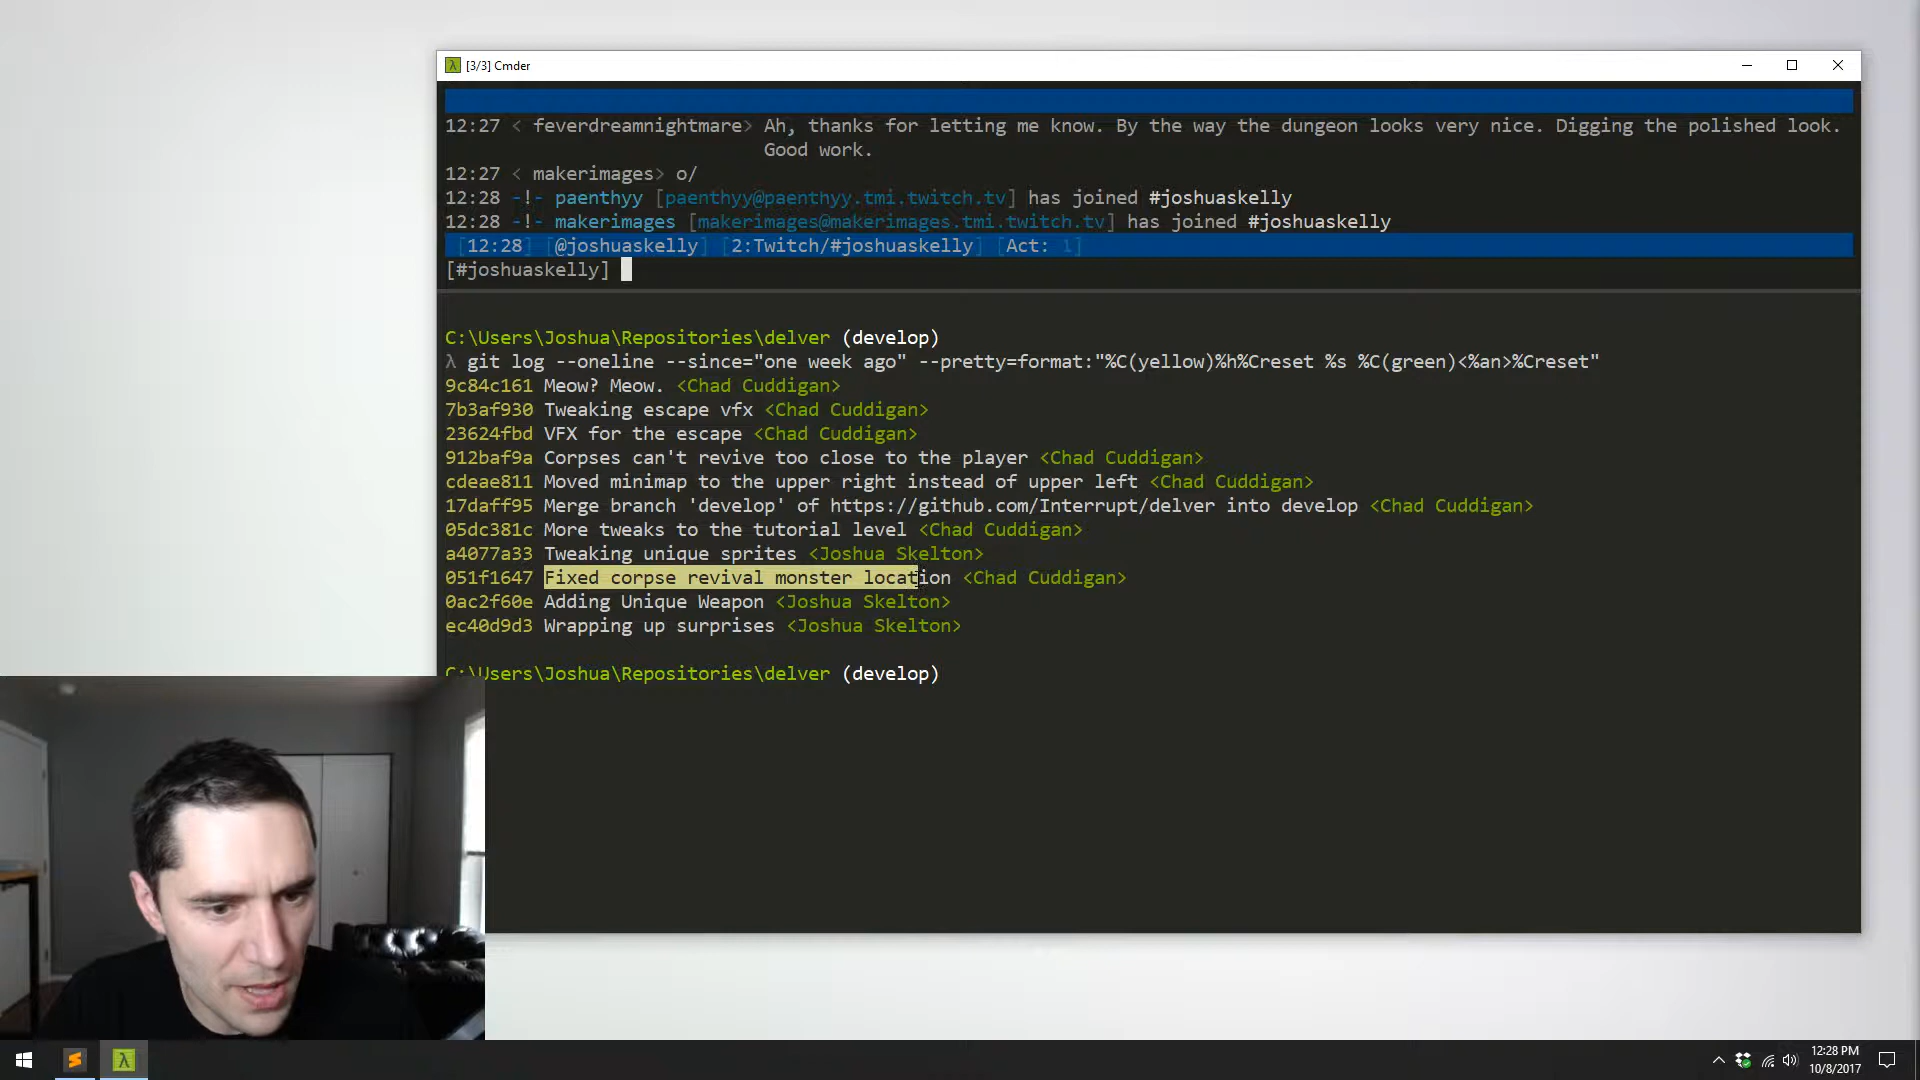 [3/3] Cmder
12:27 < feverdreamnightmare> Ah, thanks for letting me know. By the way the dungeon looks very nice. Digging the polished look.
Good work.
12:27 < makerimages> o/
12:28 -!- paenthyy [paenthyy@paenthyy.tmi.twitch.tv] has joined #joshuaskelly
12:28 -!- makerimages [makerimages@makerimages.tmi.twitch.tv] has joined #joshuaskelly
[12:28] [@joshuaskelly] [2:Twitch/#joshuaskelly] [Act: 1]
[#joshuaskelly]
C:\Users\Joshua\Repositories\delver (develop)
λ git log --oneline --since="one week ago" --pretty=format:"%C(yellow)%h%Creset %s %C(green)<%an>%Creset"
9c84c161 Meow? Meow. <Chad Cuddigan>
7b3af930 Tweaking escape vfx <Chad Cuddigan>
23624fbd VFX for the escape <Chad Cuddigan>
912baf9a Corpses can't revive too close to the player <Chad Cuddigan>
cdeae811 Moved minimap to the upper right instead of upper left <Chad Cuddigan>
17daff95 Merge branch 'develop' of https://github.com/Interrupt/delver into develop <Chad Cuddigan>
05dc381c More tweaks to the tutorial level <Chad Cuddigan>
a4077a33 Tweaking unique sprites <Joshua Skelton>
051f1647 Fixed corpse revival monster location <Chad Cuddigan>
0ac2f60e Adding Unique Weapon <Joshua Skelton>
ec40d9d3 Wrapping up surprises <Joshua Skelton>
C:\Users\Joshua\Repositories\delver (develop)
12:28 PM
10/8/2017